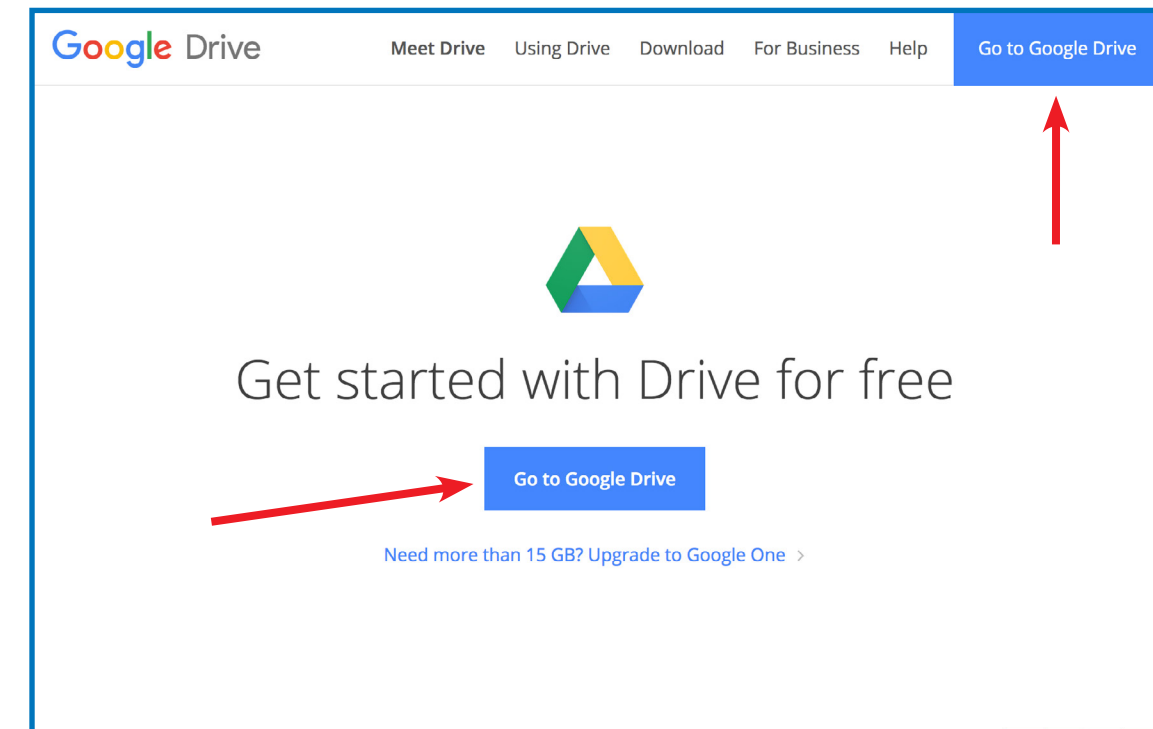 Google Drive Meet Drive Using Drive Download For Business Help Go to Google Drive
Get started with Drive for free
Go to Google Drive
Need more than 15 GB? Upgrade to Google One >